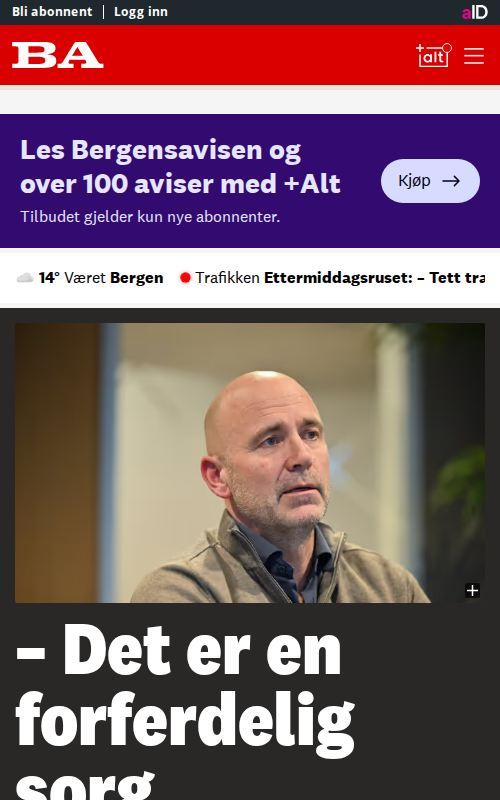 Bli abonnent | Logg inn
aID
BA
+alt
Les Bergensavisen og
over 100 aviser med +Alt
Tilbudet gjelder kun nye abonnenter.
Kjøp →
14° Været Bergen
Trafikken Ettermiddagsruset: – Tett tra
– Det er en
forferdelig
sorg